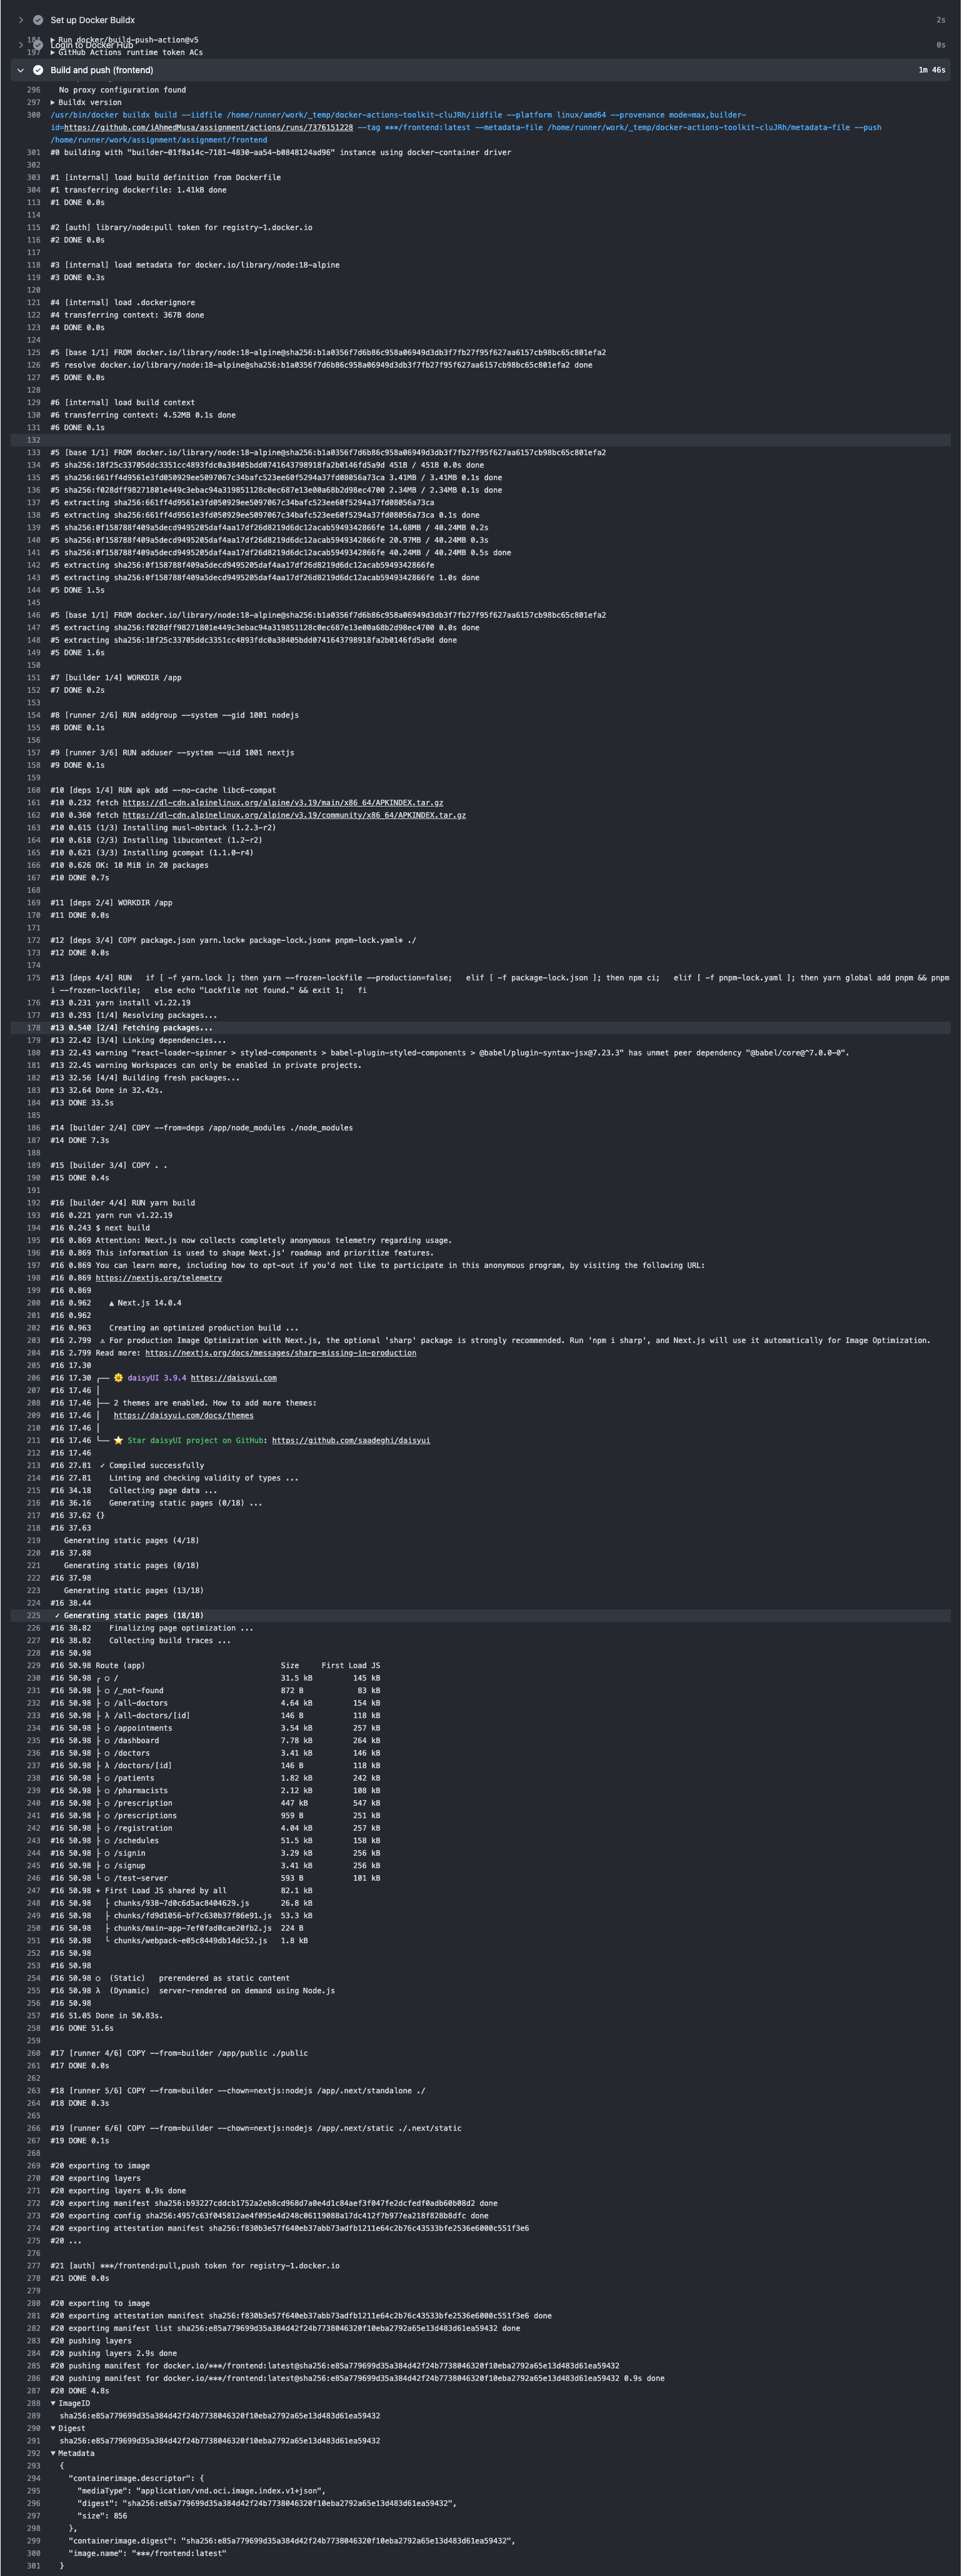 Set up Docker Buildx 2s
184 ▶ Run docker/build-push-action@v5
Login to Docker Hub 0s
197 ▶ GitHub Actions runtime token ACs
Build and push (frontend) 1m 46s
296 No proxy configuration found
297 ▶ Buildx version
300 /usr/bin/docker buildx build --iidfile /home/runner/work/_temp/docker-actions-toolkit-cluJRh/iidfile --platform linux/amd64 --provenance mode=max,builder-
id=https://github.com/iAhmedMusa/assignment/actions/runs/7376151228 --tag ***/frontend:latest --metadata-file /home/runner/work/_temp/docker-actions-toolkit-cluJRh/metadata-file --push
/home/runner/work/assignment/assignment/frontend
301 #0 building with "builder-01f8a14c-7181-4830-aa54-b0848124ad96" instance using docker-container driver
302
303 #1 [internal] load build definition from Dockerfile
304 #1 transferring dockerfile: 1.41kB done
113 #1 DONE 0.0s
114
115 #2 [auth] library/node:pull token for registry-1.docker.io
116 #2 DONE 0.0s
117
118 #3 [internal] load metadata for docker.io/library/node:18-alpine
119 #3 DONE 0.3s
120
121 #4 [internal] load .dockerignore
122 #4 transferring context: 367B done
123 #4 DONE 0.0s
124
125 #5 [base 1/1] FROM docker.io/library/node:18-alpine@sha256:b1a0356f7d6b86c958a06949d3db3f7fb27f95f627aa6157cb98bc65c801efa2
126 #5 resolve docker.io/library/node:18-alpine@sha256:b1a0356f7d6b86c958a06949d3db3f7fb27f95f627aa6157cb98bc65c801efa2 done
127 #5 DONE 0.0s
128
129 #6 [internal] load build context
130 #6 transferring context: 4.52MB 0.1s done
131 #6 DONE 0.1s
132
133 #5 [base 1/1] FROM docker.io/library/node:18-alpine@sha256:b1a0356f7d6b86c958a06949d3db3f7fb27f95f627aa6157cb98bc65c801efa2
134 #5 sha256:18f25c33705ddc3351cc4893fdc0a38405bdd0741643798918fa2b0146fd5a9d 451B / 451B 0.0s done
135 #5 sha256:661ff4d9561e3fd050929ee5097067c34bafc523ee60f5294a37fd08056a73ca 3.41MB / 3.41MB 0.1s done
136 #5 sha256:f028dff98271801e449c3ebac94a319851128c0ec687e13e00a68b2d98ec4700 2.34MB / 2.34MB 0.1s done
137 #5 extracting sha256:661ff4d9561e3fd050929ee5097067c34bafc523ee60f5294a37fd08056a73ca
138 #5 extracting sha256:661ff4d9561e3fd050929ee5097067c34bafc523ee60f5294a37fd08056a73ca 0.1s done
139 #5 sha256:0f158788f409a5decd9495205daf4aa17df26d8219d6dc12acab5949342866fe 14.68MB / 40.24MB 0.2s
140 #5 sha256:0f158788f409a5decd9495205daf4aa17df26d8219d6dc12acab5949342866fe 20.97MB / 40.24MB 0.3s
141 #5 sha256:0f158788f409a5decd9495205daf4aa17df26d8219d6dc12acab5949342866fe 40.24MB / 40.24MB 0.5s done
142 #5 extracting sha256:0f158788f409a5decd9495205daf4aa17df26d8219d6dc12acab5949342866fe
143 #5 extracting sha256:0f158788f409a5decd9495205daf4aa17df26d8219d6dc12acab5949342866fe 1.0s done
144 #5 DONE 1.5s
145
146 #5 [base 1/1] FROM docker.io/library/node:18-alpine@sha256:b1a0356f7d6b86c958a06949d3db3f7fb27f95f627aa6157cb98bc65c801efa2
147 #5 extracting sha256:f028dff98271801e449c3ebac94a319851128c0ec687e13e00a68b2d98ec4700 0.0s done
148 #5 extracting sha256:18f25c33705ddc3351cc4893fdc0a38405bdd0741643798918fa2b0146fd5a9d done
149 #5 DONE 1.6s
150
151 #7 [builder 1/4] WORKDIR /app
152 #7 DONE 0.2s
153
154 #8 [runner 2/6] RUN addgroup --system --gid 1001 nodejs
155 #8 DONE 0.1s
156
157 #9 [runner 3/6] RUN adduser --system --uid 1001 nextjs
158 #9 DONE 0.1s
159
160 #10 [deps 1/4] RUN apk add --no-cache libc6-compat
161 #10 0.232 fetch https://dl-cdn.alpinelinux.org/alpine/v3.19/main/x86_64/APKINDEX.tar.gz
162 #10 0.360 fetch https://dl-cdn.alpinelinux.org/alpine/v3.19/community/x86_64/APKINDEX.tar.gz
163 #10 0.615 (1/3) Installing musl-obstack (1.2.3-r2)
164 #10 0.618 (2/3) Installing libucontext (1.2-r2)
165 #10 0.621 (3/3) Installing gcompat (1.1.0-r4)
166 #10 0.626 OK: 10 MiB in 20 packages
167 #10 DONE 0.7s
168
169 #11 [deps 2/4] WORKDIR /app
170 #11 DONE 0.0s
171
172 #12 [deps 3/4] COPY package.json yarn.lock* package-lock.json* pnpm-lock.yaml* ./
173 #12 DONE 0.0s
174
175 #13 [deps 4/4] RUN   if [ -f yarn.lock ]; then yarn --frozen-lockfile --production=false;   elif [ -f package-lock.json ]; then npm ci;   elif [ -f pnpm-lock.yaml ]; then yarn global add pnpm && pnpm
i --frozen-lockfile;   else echo "Lockfile not found." && exit 1;   fi
176 #13 0.231 yarn install v1.22.19
177 #13 0.293 [1/4] Resolving packages...
178 #13 0.540 [2/4] Fetching packages...
179 #13 22.42 [3/4] Linking dependencies...
180 #13 22.43 warning "react-loader-spinner > styled-components > babel-plugin-styled-components > @babel/plugin-syntax-jsx@7.23.3" has unmet peer dependency "@babel/core@^7.0.0-0".
181 #13 22.45 warning Workspaces can only be enabled in private projects.
182 #13 32.56 [4/4] Building fresh packages...
183 #13 32.64 Done in 32.42s.
184 #13 DONE 33.5s
185
186 #14 [builder 2/4] COPY --from=deps /app/node_modules ./node_modules
187 #14 DONE 7.3s
188
189 #15 [builder 3/4] COPY . .
190 #15 DONE 0.4s
191
192 #16 [builder 4/4] RUN yarn build
193 #16 0.221 yarn run v1.22.19
194 #16 0.243 $ next build
195 #16 0.869 Attention: Next.js now collects completely anonymous telemetry regarding usage.
196 #16 0.869 This information is used to shape Next.js' roadmap and prioritize features.
197 #16 0.869 You can learn more, including how to opt-out if you'd not like to participate in this anonymous program, by visiting the following URL:
198 #16 0.869 https://nextjs.org/telemetry
199 #16 0.869
200 #16 0.962    ▲ Next.js 14.0.4
201 #16 0.962
202 #16 0.963    Creating an optimized production build ...
203 #16 2.799  ⚠ For production Image Optimization with Next.js, the optional 'sharp' package is strongly recommended. Run 'npm i sharp', and Next.js will use it automatically for Image Optimization.
204 #16 2.799 Read more: https://nextjs.org/docs/messages/sharp-missing-in-production
205 #16 17.30
206 #16 17.30 ╭── 🌼 daisyUI 3.9.4 https://daisyui.com
207 #16 17.46 │
208 #16 17.46 ├── 2 themes are enabled. How to add more themes:
209 #16 17.46 │   https://daisyui.com/docs/themes
210 #16 17.46 │
211 #16 17.46 ╰── ⭐ Star daisyUI project on GitHub: https://github.com/saadeghi/daisyui
212 #16 17.46
213 #16 27.81  ✓ Compiled successfully
214 #16 27.81    Linting and checking validity of types ...
215 #16 34.18    Collecting page data ...
216 #16 36.16    Generating static pages (0/18) ...
217 #16 37.62 {}
218 #16 37.63
219    Generating static pages (4/18)
220 #16 37.88
221    Generating static pages (8/18)
222 #16 37.98
223    Generating static pages (13/18)
224 #16 38.44
225  ✓ Generating static pages (18/18)
226 #16 38.82    Finalizing page optimization ...
227 #16 38.82    Collecting build traces ...
228 #16 50.98
229 #16 50.98 Route (app)                              Size     First Load JS
230 #16 50.98 ┌ ○ /                                    31.5 kB         145 kB
231 #16 50.98 ├ ○ /_not-found                          872 B            83 kB
232 #16 50.98 ├ ○ /all-doctors                         4.64 kB         154 kB
233 #16 50.98 ├ λ /all-doctors/[id]                    146 B           118 kB
234 #16 50.98 ├ ○ /appointments                        3.54 kB         257 kB
235 #16 50.98 ├ ○ /dashboard                           7.78 kB         264 kB
236 #16 50.98 ├ ○ /doctors                             3.41 kB         146 kB
237 #16 50.98 ├ λ /doctors/[id]                        146 B           118 kB
238 #16 50.98 ├ ○ /patients                            1.82 kB         242 kB
239 #16 50.98 ├ ○ /pharmacists                         2.12 kB         108 kB
240 #16 50.98 ├ ○ /prescription                        447 kB          547 kB
241 #16 50.98 ├ ○ /prescriptions                       959 B           251 kB
242 #16 50.98 ├ ○ /registration                        4.04 kB         257 kB
243 #16 50.98 ├ ○ /schedules                           51.5 kB         158 kB
244 #16 50.98 ├ ○ /signin                              3.29 kB         256 kB
245 #16 50.98 ├ ○ /signup                              3.41 kB         256 kB
246 #16 50.98 └ ○ /test-server                         593 B           101 kB
247 #16 50.98 + First Load JS shared by all            82.1 kB
248 #16 50.98   ├ chunks/938-7d0c6d5ac8404629.js       26.8 kB
249 #16 50.98   ├ chunks/fd9d1056-bf7c630b37f86e91.js  53.3 kB
250 #16 50.98   ├ chunks/main-app-7ef0fad0cae20fb2.js  224 B
251 #16 50.98   └ chunks/webpack-e05c8449db14dc52.js   1.8 kB
252 #16 50.98
253 #16 50.98
254 #16 50.98 ○  (Static)   prerendered as static content
255 #16 50.98 λ  (Dynamic)  server-rendered on demand using Node.js
256 #16 50.98
257 #16 51.05 Done in 50.83s.
258 #16 DONE 51.6s
259
260 #17 [runner 4/6] COPY --from=builder /app/public ./public
261 #17 DONE 0.0s
262
263 #18 [runner 5/6] COPY --from=builder --chown=nextjs:nodejs /app/.next/standalone ./
264 #18 DONE 0.3s
265
266 #19 [runner 6/6] COPY --from=builder --chown=nextjs:nodejs /app/.next/static ./.next/static
267 #19 DONE 0.1s
268
269 #20 exporting to image
270 #20 exporting layers
271 #20 exporting layers 0.9s done
272 #20 exporting manifest sha256:b93227cddcb1752a2eb8cd968d7a0e4d1c84aef3f047fe2dcfedf0adb60b08d2 done
273 #20 exporting config sha256:4957c63f045812ae4f095e4d248c06119088a17dc412f7b977ea218f828b8dfc done
274 #20 exporting attestation manifest sha256:f830b3e57f640eb37abb73adfb1211e64c2b76c43533bfe2536e6000c551f3e6
275 #20 ...
276
277 #21 [auth] ***/frontend:pull,push token for registry-1.docker.io
278 #21 DONE 0.0s
279
280 #20 exporting to image
281 #20 exporting attestation manifest sha256:f830b3e57f640eb37abb73adfb1211e64c2b76c43533bfe2536e6000c551f3e6 done
282 #20 exporting manifest list sha256:e85a779699d35a384d42f24b7738046320f10eba2792a65e13d483d61ea59432 done
283 #20 pushing layers
284 #20 pushing layers 2.9s done
285 #20 pushing manifest for docker.io/***/frontend:latest@sha256:e85a779699d35a384d42f24b7738046320f10eba2792a65e13d483d61ea59432
286 #20 pushing manifest for docker.io/***/frontend:latest@sha256:e85a779699d35a384d42f24b7738046320f10eba2792a65e13d483d61ea59432 0.9s done
287 #20 DONE 4.8s
288 ▼ ImageID
289 sha256:e85a779699d35a384d42f24b7738046320f10eba2792a65e13d483d61ea59432
290 ▼ Digest
291 sha256:e85a779699d35a384d42f24b7738046320f10eba2792a65e13d483d61ea59432
292 ▼ Metadata
293 {
294   "containerimage.descriptor": {
295     "mediaType": "application/vnd.oci.image.index.v1+json",
296     "digest": "sha256:e85a779699d35a384d42f24b7738046320f10eba2792a65e13d483d61ea59432",
297     "size": 856
298   },
299   "containerimage.digest": "sha256:e85a779699d35a384d42f24b7738046320f10eba2792a65e13d483d61ea59432",
300   "image.name": "***/frontend:latest"
301 }